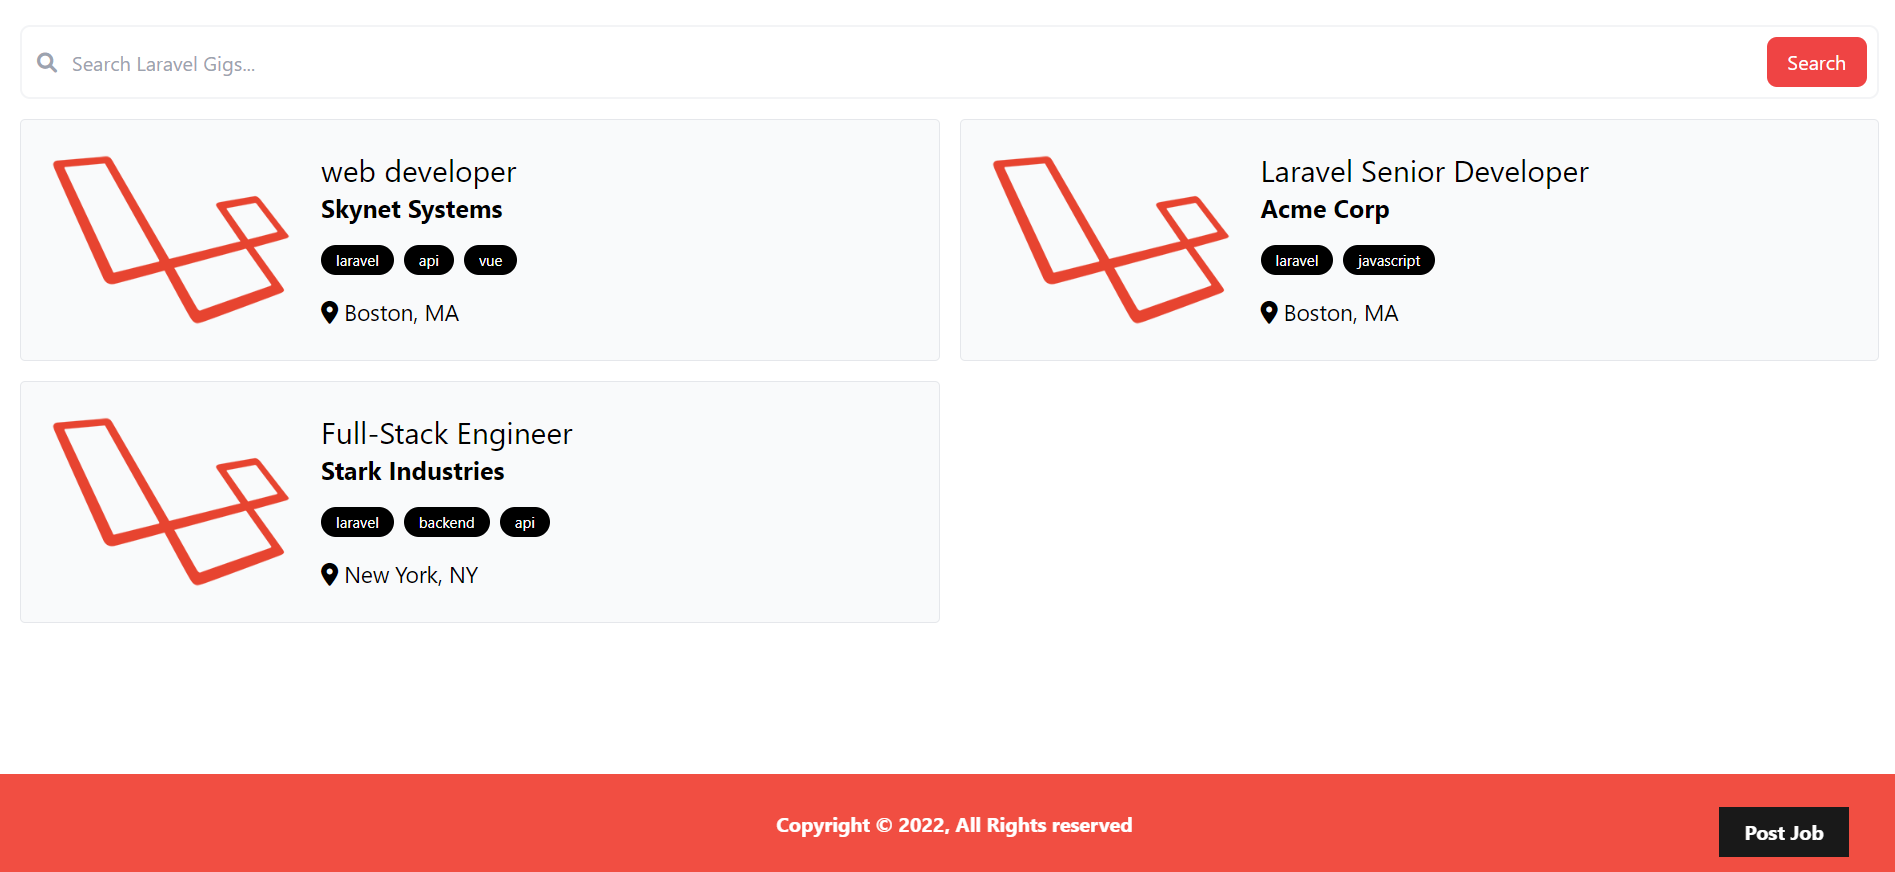 Search Laravel Gigs...
Search
web developer
Skynet Systems
laravel api vue
Boston, MA
Laravel Senior Developer
Acme Corp
laravel javascript
Boston, MA
Full-Stack Engineer
Stark Industries
laravel backend api
New York, NY
Copyright © 2022, All Rights reserved
Post Job